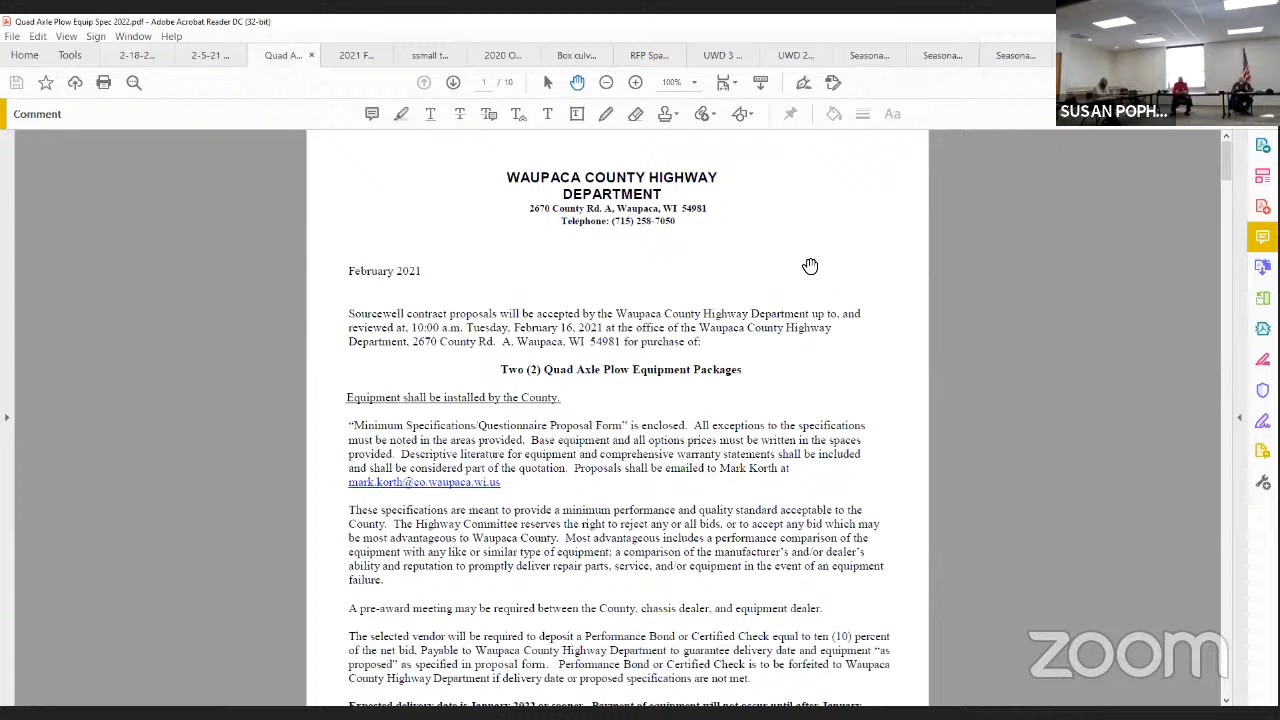 Quad Axle Plow Equip Spec 2022.pdf - Adobe Acrobat Reader DC (32-bit)
File Edit View Sign Window Help
Home Tools 2-18-2... 2-5-21 ... Quad A... × 2021 F... ssmall t... 2020 O... Box culv... RFP Spa... UWD 3 ... UWD 2... Seasona... Seasona... Seasona...
1 / 10 100%
Comment
SUSAN POPH...
WAUPACA COUNTY HIGHWAY
DEPARTMENT
2670 County Rd. A, Waupaca, WI 54981
Telephone: (715) 258-7050
February 2021
Sourcewell contract proposals will be accepted by the Waupaca County Highway Department up to, and
reviewed at, 10:00 a.m. Tuesday, February 16, 2021 at the office of the Waupaca County Highway
Department, 2670 County Rd. A, Waupaca, WI 54981 for purchase of:
Two (2) Quad Axle Plow Equipment Packages
Equipment shall be installed by the County.
“Minimum Specifications/Questionnaire Proposal Form” is enclosed. All exceptions to the specifications
must be noted in the areas provided. Base equipment and all options prices must be written in the spaces
provided. Descriptive literature for equipment and comprehensive warranty statements shall be included
and shall be considered part of the quotation. Proposals shall be emailed to Mark Korth at
mark.korth@co.waupaca.wi.us
These specifications are meant to provide a minimum performance and quality standard acceptable to the
County. The Highway Committee reserves the right to reject any or all bids, or to accept any bid which may
be most advantageous to Waupaca County. Most advantageous includes a performance comparison of the
equipment with any like or similar type of equipment; a comparison of the manufacturer’s and/or dealer’s
ability and reputation to promptly deliver repair parts, service, and/or equipment in the event of an equipment
failure.
A pre-award meeting may be required between the County, chassis dealer, and equipment dealer.
The selected vendor will be required to deposit a Performance Bond or Certified Check equal to ten (10) percent
of the net bid, Payable to Waupaca County Highway Department to guarantee delivery date and equipment “as
proposed” as specified in proposal form. Performance Bond or Certified Check is to be forfeited to Waupaca
County Highway Department if delivery date or proposed specifications are not met.
Expected delivery date is January 2022 or sooner. Payment of equipment will not occur until after January
zoom